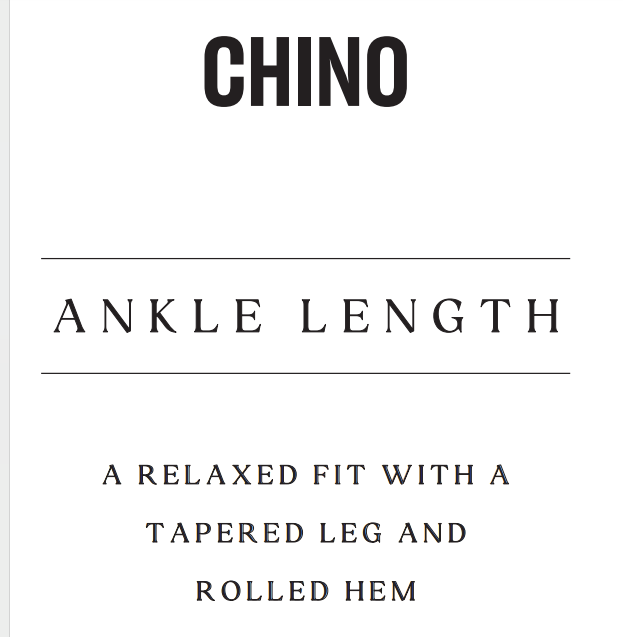 CHINO
ANKLE LENGTH
A RELAXED FIT WITH A
TAPERED LEG AND
ROLLED HEM